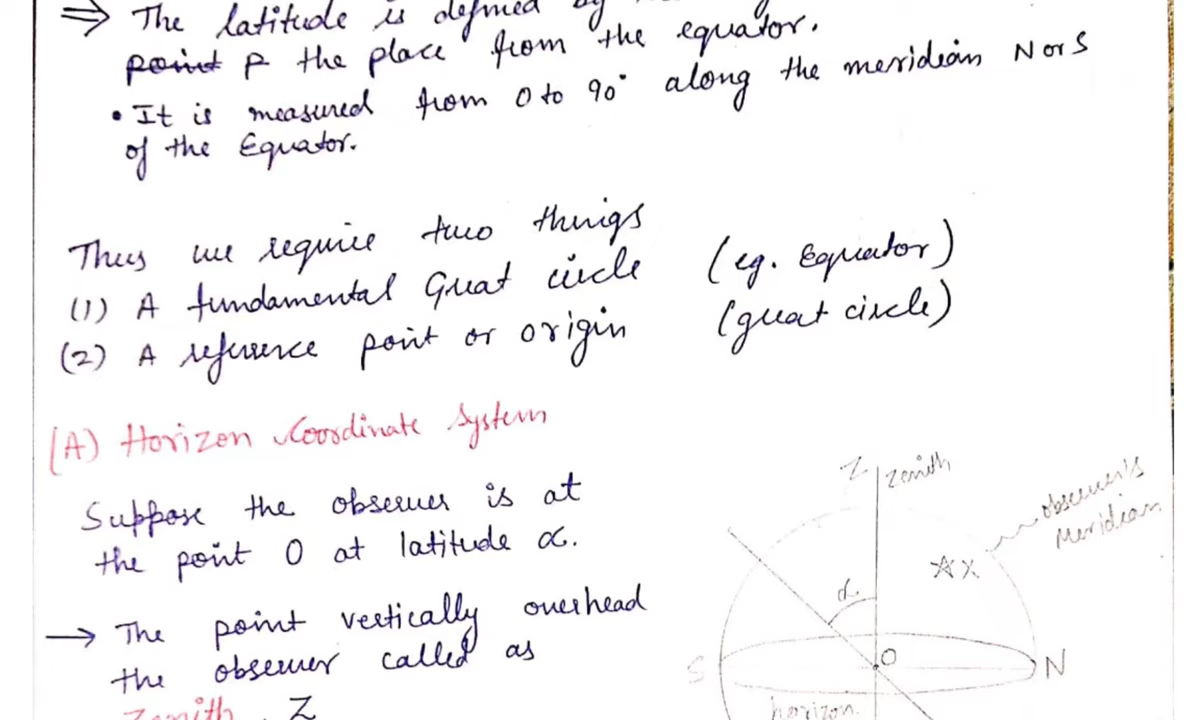 ⇒ The latitude is defined by
point P the place from the equator.
• It is measured from 0 to 90° along the meridian N or S
of the Equator.
Thus we require two things
(1) A fundamental Great circle (eg. Equator)
(2) A reference point or origin (great circle)
(A) Horizon Coordinate System
Suppose the observer is at
the point O at latitude α.
→ The point vertically overhead
the observer called as
Zenith, Z
Z zenith
observer's
Meridian
X
α
O
S
N
horizon